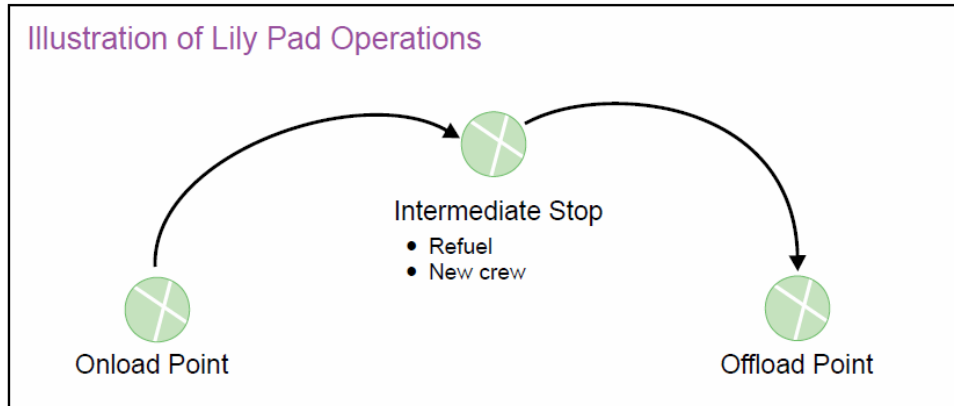 Illustration of Lily Pad Operations
Intermediate Stop
• Refuel
• New crew
Onload Point
Offload Point